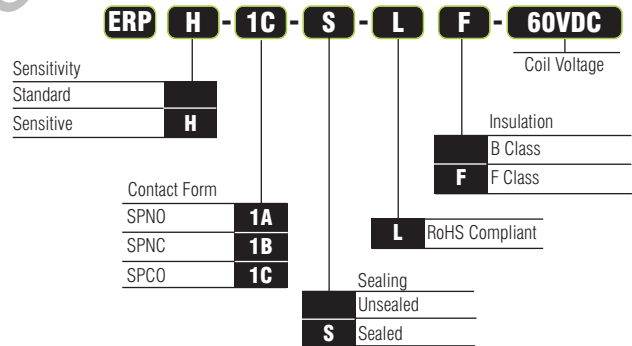 ERP H - 1C - S - L F - 60VDC
Coil Voltage
Sensitivity
Standard
Sensitive H
Insulation
B Class
F F Class
Contact Form
SPNO 1A
SPNC 1B
SPCO 1C
L RoHS Compliant
Sealing
Unsealed
S Sealed